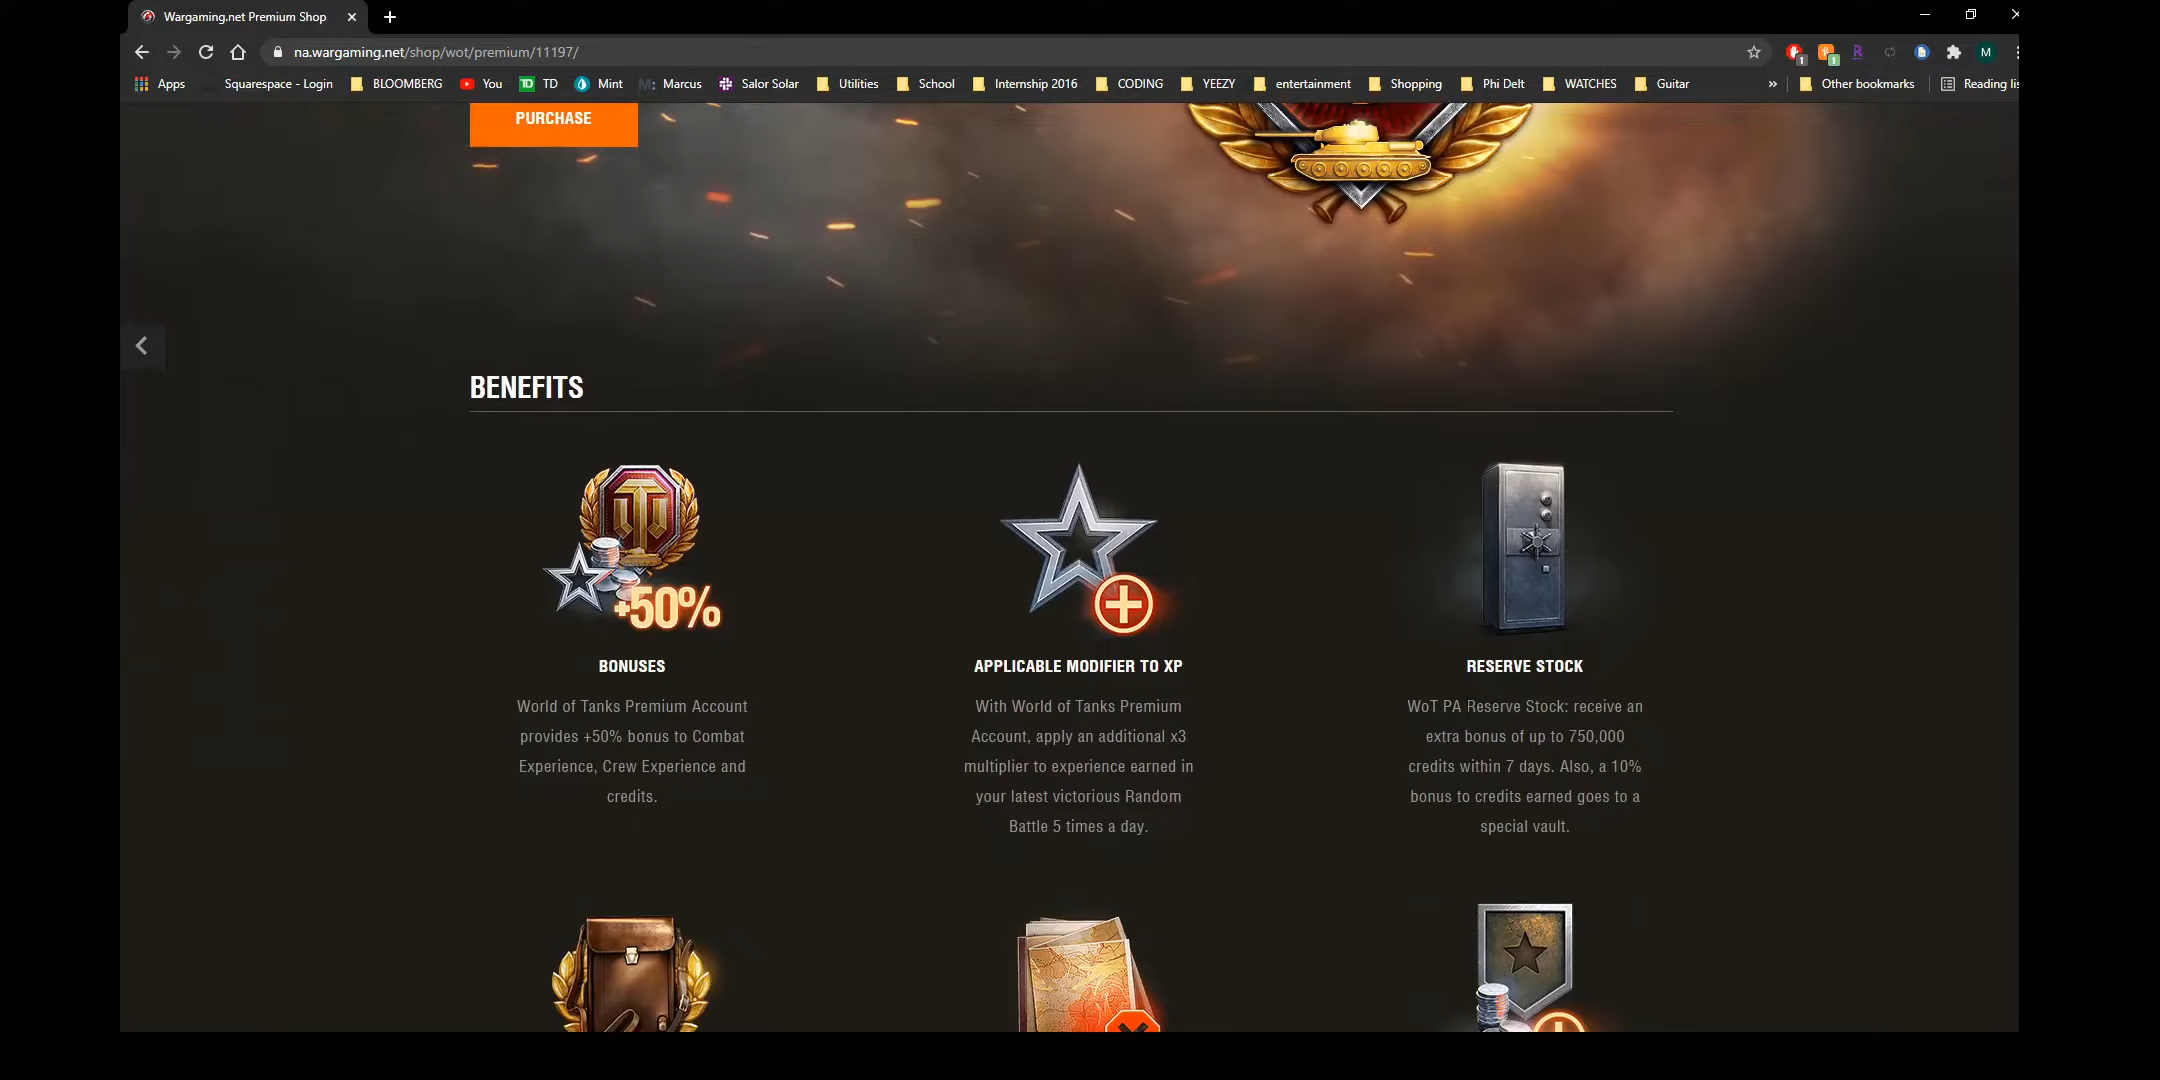 Wargaming.net Premium Shop
na.wargaming.net/shop/wot/premium/11197/
1
1
R
M
Apps
Squarespace - Login
BLOOMBERG
You
TD
TD
Mint
M:
Marcus
Salor Solar
Utilities
School
Internship 2016
CODING
YEEZY
entertainment
Shopping
Phi Delt
WATCHES
Guitar
»
Other bookmarks
Reading lis
PURCHASE
BENEFITS
+50%
BONUSES
World of Tanks Premium Account
provides +50% bonus to Combat
Experience, Crew Experience and
credits.
APPLICABLE MODIFIER TO XP
With World of Tanks Premium
Account, apply an additional x3
multiplier to experience earned in
your latest victorious Random
Battle 5 times a day.
RESERVE STOCK
WoT PA Reserve Stock: receive an
extra bonus of up to 750,000
credits within 7 days. Also, a 10%
bonus to credits earned goes to a
special vault.